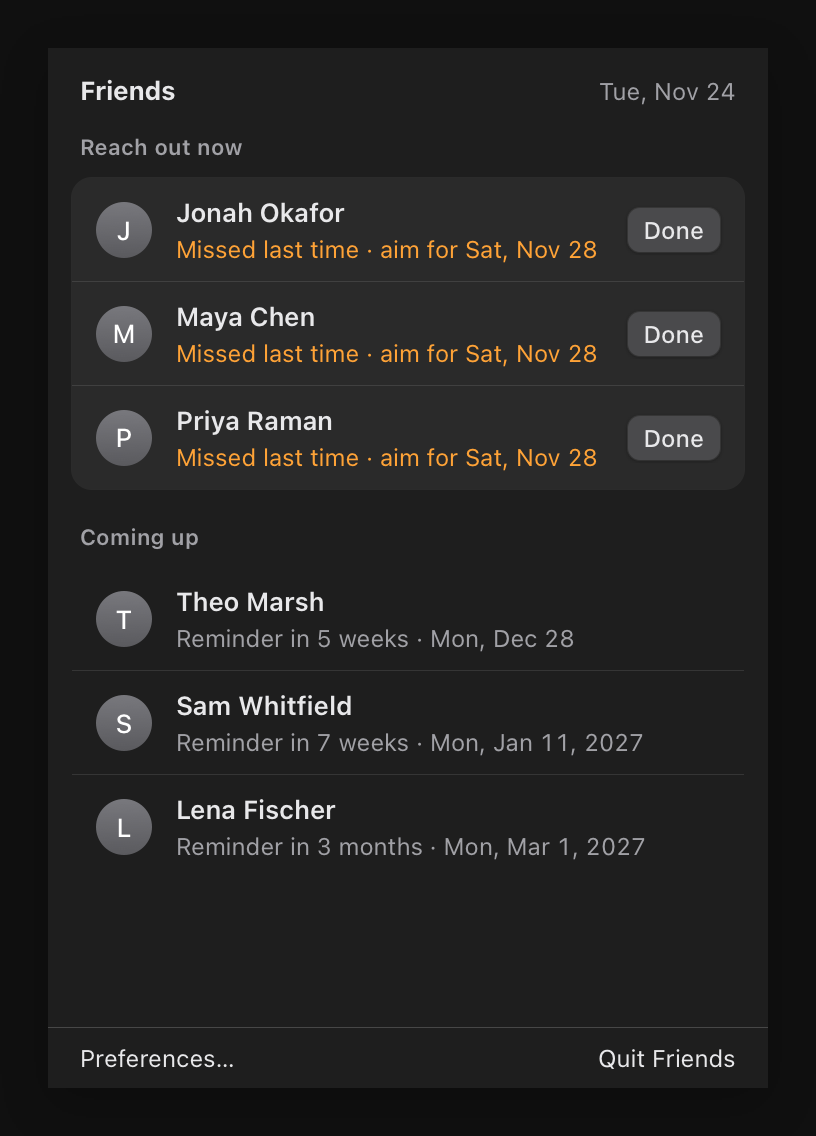 Friends
Tue, Nov 24
Reach out now
J
Jonah Okafor
Missed last time · aim for Sat, Nov 28
Done
M
Maya Chen
Missed last time · aim for Sat, Nov 28
Done
P
Priya Raman
Missed last time · aim for Sat, Nov 28
Done
Coming up
T
Theo Marsh
Reminder in 5 weeks · Mon, Dec 28
S
Sam Whitfield
Reminder in 7 weeks · Mon, Jan 11, 2027
L
Lena Fischer
Reminder in 3 months · Mon, Mar 1, 2027
Preferences...
Quit Friends